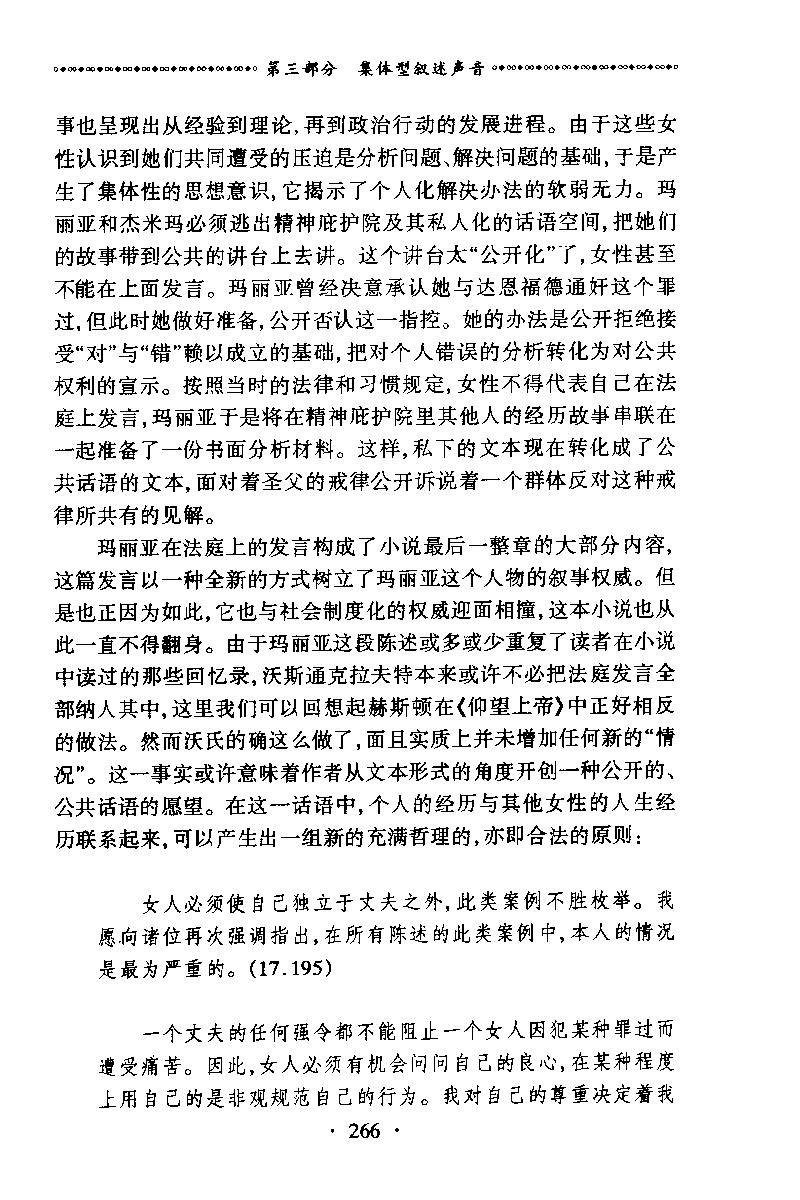 第三部分 集体型叙述声音
事也呈现出从经验到理论,再到政治行动的发展进程。由于这些女
性认识到她们共同遭受的压迫是分析问题、解决问题的基础,于是产
生了集体性的思想意识,它揭示了个人化解决办法的软弱无力。玛
丽亚和杰米玛必须逃出精神庇护院及其私人化的话语空间,把她们
的故事带到公共的讲台上去讲。这个讲台太“公开化”了,女性甚至
不能在上面发言。玛丽亚曾经决意承认她与达恩福德通奸这个罪
过,但此时她做好准备,公开否认这一指控。她的办法是公开拒绝接
受“对”与“错”赖以成立的基础,把对个人错误的分析转化为对公共
权利的宣示。按照当时的法律和习惯规定,女性不得代表自己在法
庭上发言,玛丽亚于是将在精神庇护院里其他人的经历故事串联在
一起准备了一份书面分析材料。这样,私下的文本现在转化成了公
共话语的文本,面对着圣父的戒律公开诉说着一个群体反对这种戒
律所共有的见解。
玛丽亚在法庭上的发言构成了小说最后一整章的大部分内容,
这篇发言以一种全新的方式树立了玛丽亚这个人物的叙事权威。但
是也正因为如此,它也与社会制度化的权威迎面相撞,这本小说也从
此一直不得翻身。由于玛丽亚这段陈述或多或少重复了读者在小说
中读过的那些回忆录,沃斯通克拉夫特本来或许不必把法庭发言全
部纳人其中,这里我们可以回想起赫斯顿在《仰望上帝》中正好相反
的做法。然而沃氏的确这么做了,而且实质上并未增加任何新的“情
况”。这一事实或许意味着作者从文本形式的角度开创一种公开的、
公共话语的愿望。在这一话语中,个人的经历与其他女性的人生经
历联系起来,可以产生出一组新的充满哲理的,亦即合法的原则:
女人必须使自己独立于丈夫之外,此类案例不胜枚举。我
愿向诸位再次强调指出,在所有陈述的此类案例中,本人的情况
是最为严重的。(17.195)
一个丈夫的任何强令都不能阻止一个女人因犯某种罪过而
遭受痛苦。因此,女人必须有机会问问自己的良心,在某种程度
上用自己的是非观规范自己的行为。我对自己的尊重决定着我
· 266 ·